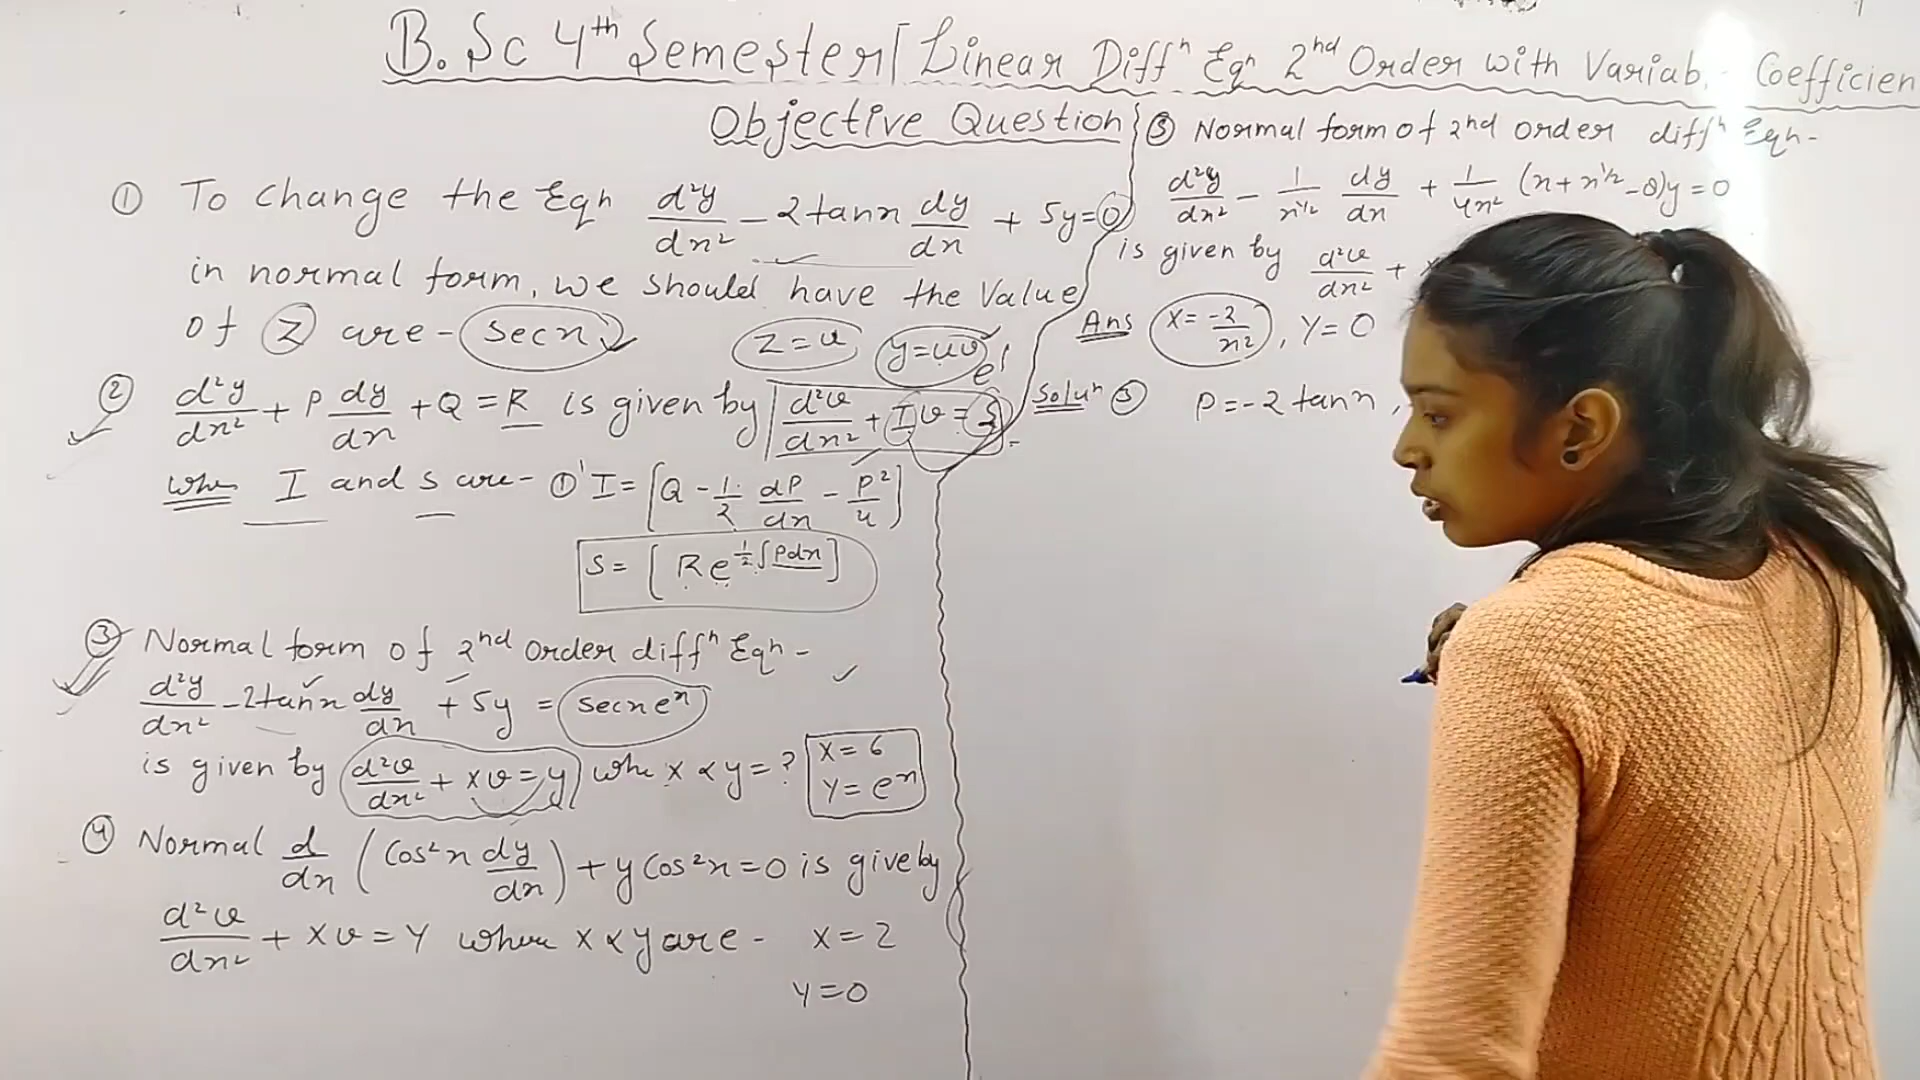 B.Sc 4th Semester | Linear Diffn Eqn 2nd Order with Variab. Coefficien
Objective Question
① To change the Eqn d²y/dx² - 2tanx dy/dx + 5y = 0
in normal form, we should have the Value
of z are - secx z = u y = uv
② d²y/dx² + P dy/dx + Q = R is given by d²v/dx² + Iv = S
when I and s are - ① I = [Q - 1/2 dP/dx - P²/4]
S = [R e^{1/2 ∫Pdx}]
③ Normal form of 2nd order diffn Eqn -
d²y/dx² - 2tanx dy/dx + 5y = secx eˣ
is given by d²v/dx² + xv = y whe x & y = ? X = 6
Y = eˣ
④ Normal d/dx (Cos²x dy/dx) + y Cos²x = 0 is give by
d²v/dx² + xv = Y where x & y are - x = 2
Y = 0
⑤ Normal form of 2nd order diffn Eqn -
d²y/dx² - 1/x^{1/2} dy/dx + 1/4x² (x + x^{1/2} - 8)y = 0
is given by d²v/dx² +
Ans X = -2/x², Y = 0
Solun ③ P = -2 tanx,